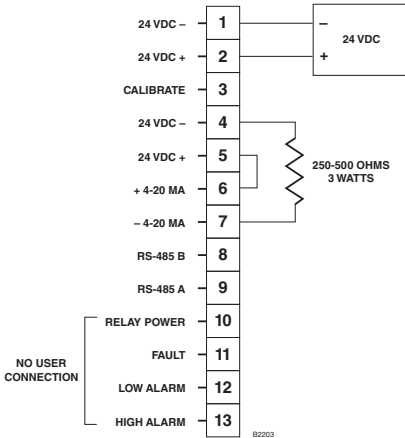 24 VDC – 1
24 VDC + 2
CALIBRATE 3
24 VDC – 4
24 VDC + 5
+ 4-20 MA 6
– 4-20 MA 7
RS-485 B 8
RS-485 A 9
RELAY POWER 10
FAULT 11
LOW ALARM 12
HIGH ALARM 13
–
24 VDC
+
250-500 OHMS
3 WATTS
NO USER
CONNECTION
B2203